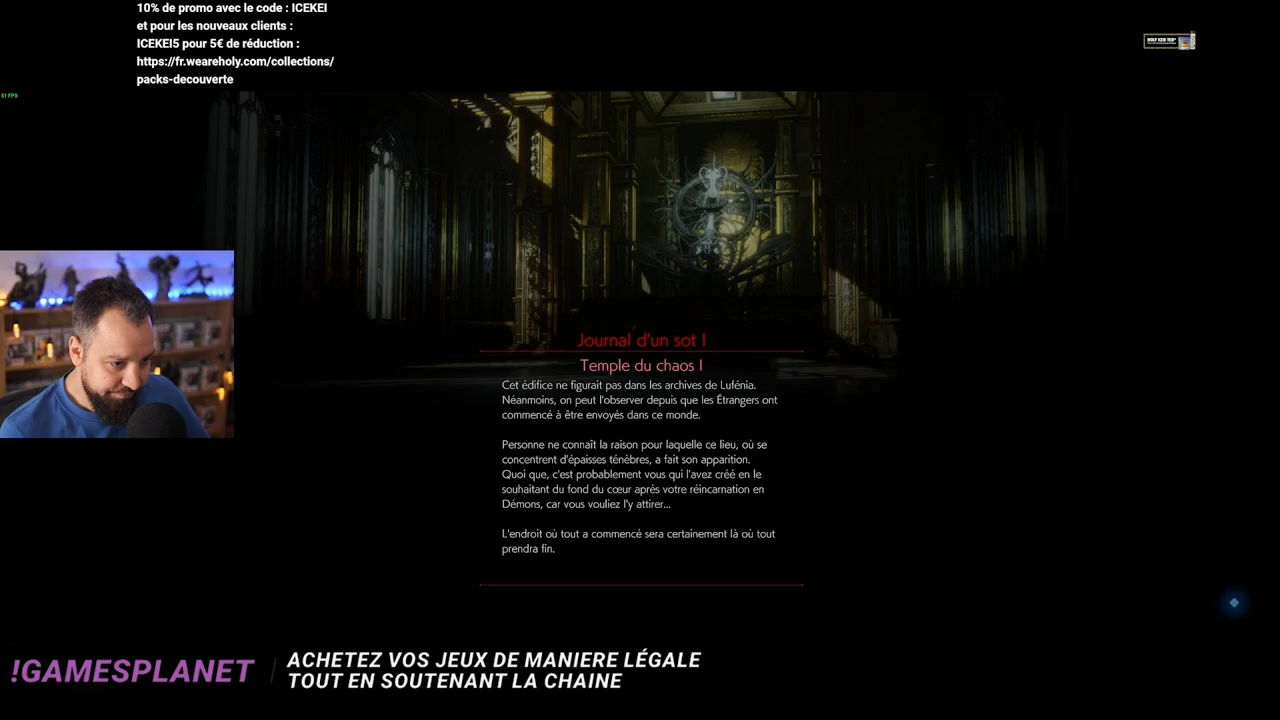 10% de promo avec le code : ICEKEI
et pour les nouveaux clients :
ICEKEI5 pour 5€ de réduction :
https://fr.weareholy.com/collections/
packs-decouverte
HOLY ICED TEA
61 FPS
Journal d'un sot I
Temple du chaos I
Cet édifice ne figurait pas dans les archives de Lufénia.
Néanmoins, on peut l'observer depuis que les Étrangers ont
commencé à être envoyés dans ce monde.
Personne ne connaît la raison pour laquelle ce lieu, où se
concentrent d'épaisses ténèbres, a fait son apparition.
Quoi que, c'est probablement vous qui l'avez créé en le
souhaitant du fond du cœur après votre réincarnation en
Démons, car vous vouliez l'y attirer...
L'endroit où tout a commencé sera certainement là où tout
prendra fin.
!GAMESPLANET
ACHETEZ VOS JEUX DE MANIERE LÉGALE
TOUT EN SOUTENANT LA CHAINE